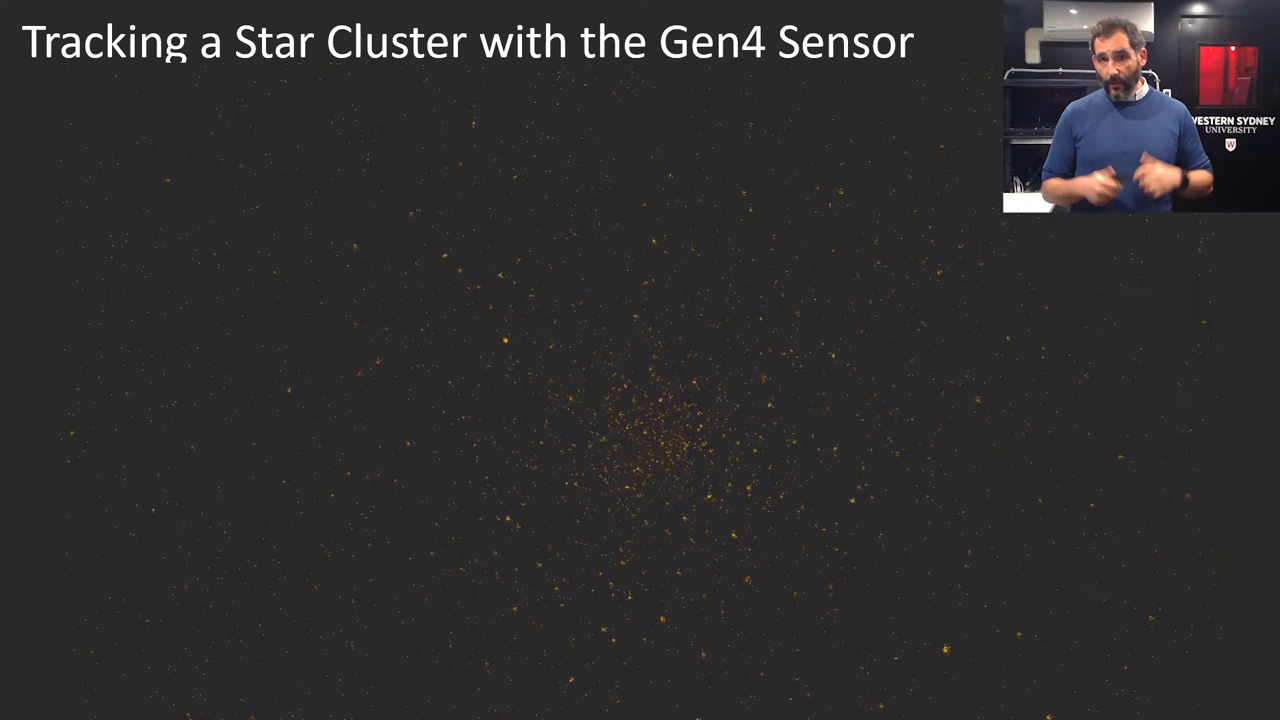 Tracking a Star Cluster with the Gen4 Sensor
WESTERN SYDNEY
UNIVERSITY
W